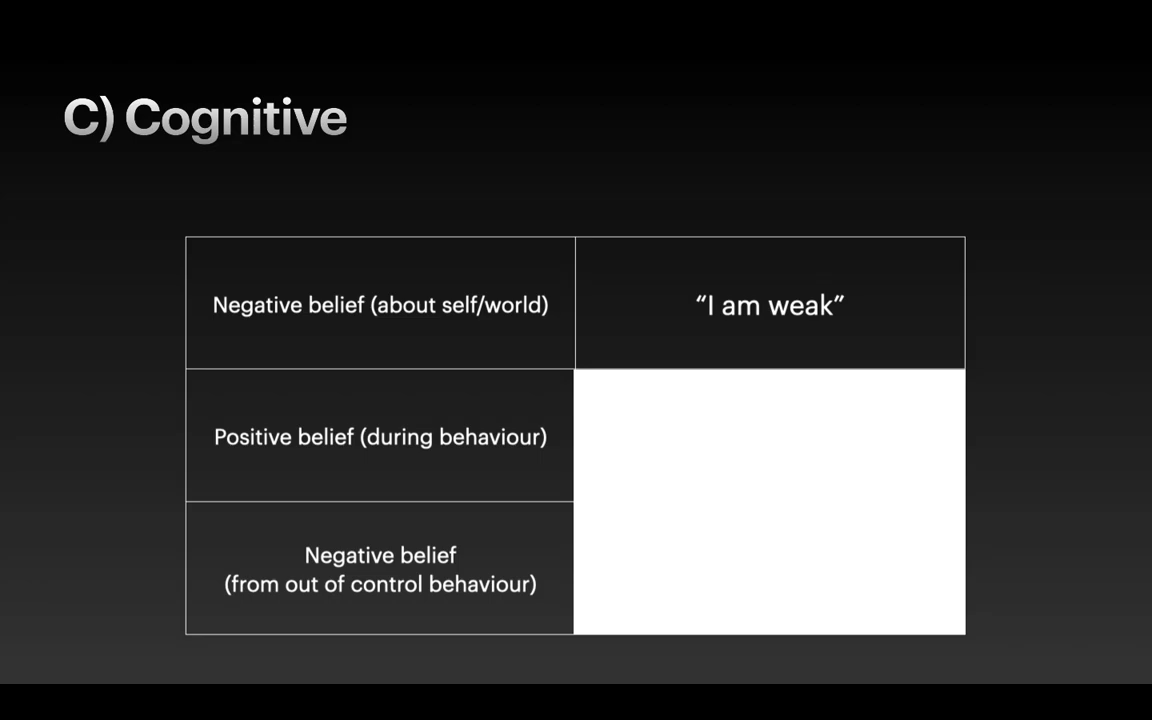 C) Cognitive
Negative belief (about self/world)
“I am weak”
Positive belief (during behaviour)
Negative belief
(from out of control behaviour)